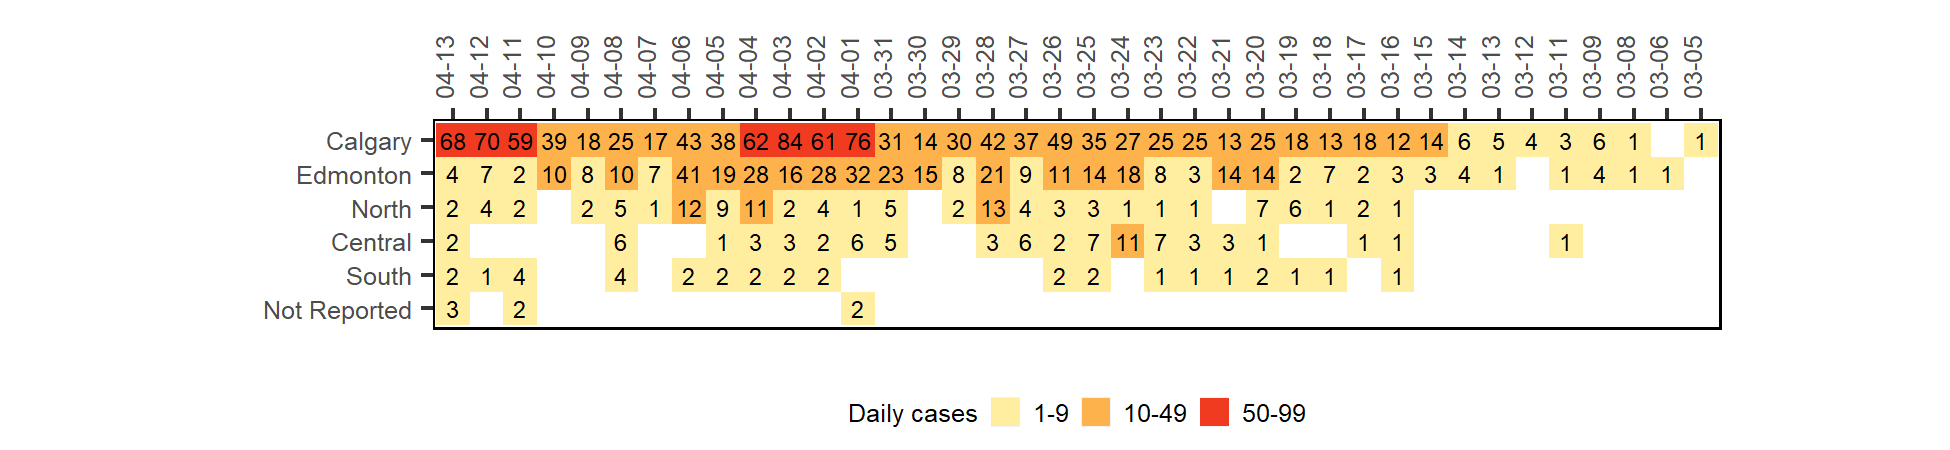 04-13 04-12 04-11 04-10 04-09 04-08 04-07 04-06 04-05 04-04 04-03 04-02 04-01 03-31 03-30 03-29 03-28 03-27 03-26 03-25 03-24 03-23 03-22 03-21 03-20 03-19 03-18 03-17 03-16 03-15 03-14 03-13 03-12 03-11 03-09 03-08 03-06 03-05
Calgary 68 70 59 39 18 25 17 43 38 62 84 61 76 31 14 30 42 37 49 35 27 25 25 13 25 18 13 18 12 14 6 5 4 3 6 1 1
Edmonton 4 7 2 10 8 10 7 41 19 28 16 28 32 23 15 8 21 9 11 14 18 8 3 14 14 2 7 2 3 3 4 1 1 4 1 1
North 2 4 2 2 5 1 12 9 11 2 4 1 5 2 13 4 3 3 1 1 1 7 6 1 2 1
Central 2 6 1 3 3 2 6 5 3 6 2 7 11 7 3 3 1 1 1 1
South 2 1 4 4 2 2 2 2 2 2 2 1 1 1 2 1 1 1
Not Reported 3 2 2
Daily cases 1-9 10-49 50-99